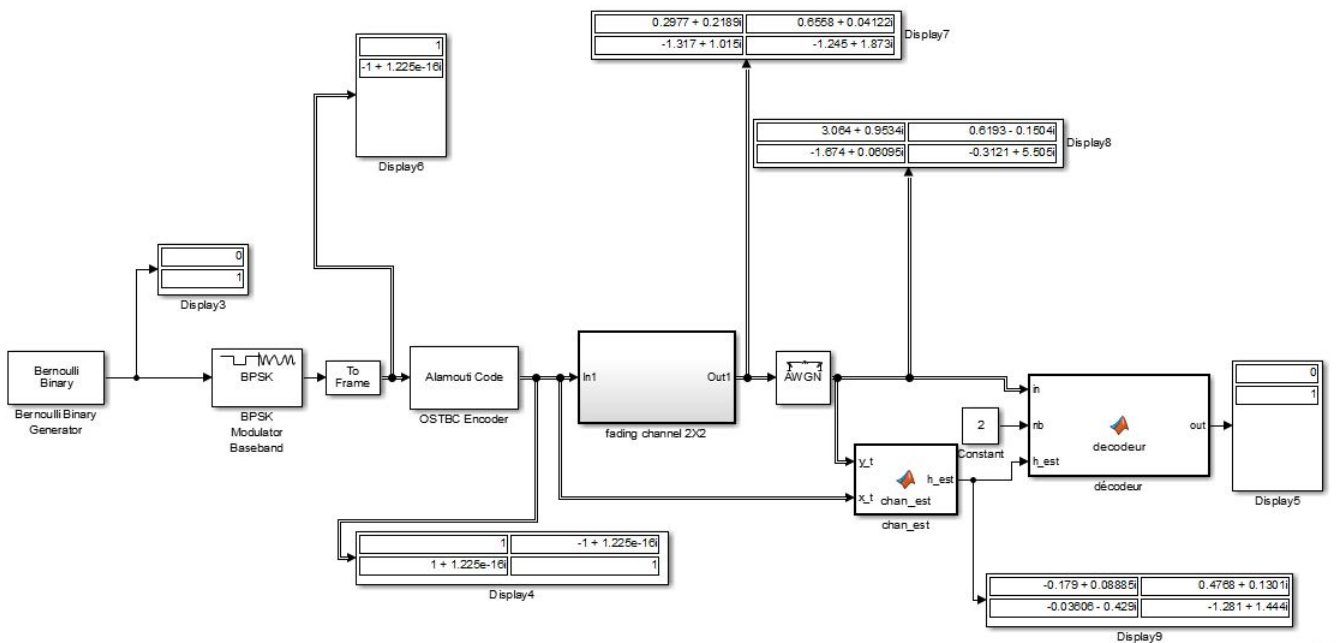 0.2977 + 0.2189i 0.6558 + 0.04122i
-1.317 + 1.015i -1.245 + 1.873i
Display7
1
-1 + 1.225e-16i
Display6
3.064 + 0.9534i 0.6193 - 0.1504i
-1.674 + 0.06095i -0.3121 + 5.505i
Display8
0
1
Display3
Bernoulli
Binary
Bernoulli Binary
Generator
BPSK
BPSK
Modulator
Baseband
To
Frame
Alamouti Code
OSTBC Encoder
In1
Out1
fading channel 2X2
AWGN
2
Constant
in
nb
h_est
decodeur
out
décodeur
0
1
Display5
y_t
x_t
h_est
chan_est
chan_est
1 -1 + 1.225e-16i
1 + 1.225e-16i 1
Display4
-0.179 + 0.08885i 0.4768 + 0.1301i
-0.03606 - 0.429i -1.281 + 1.444i
Display9